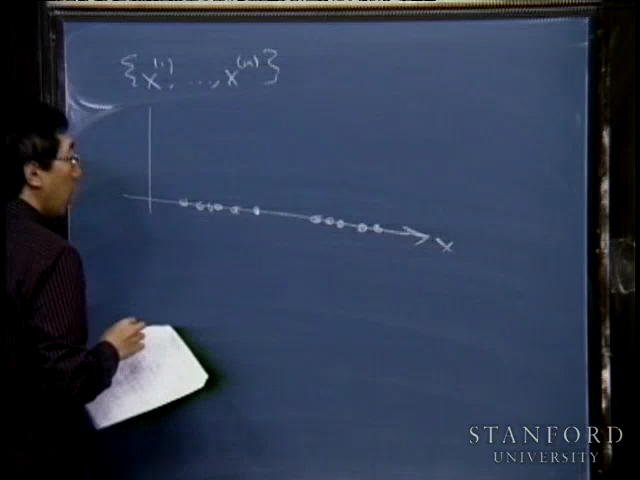 {x^(1), ..., x^(m)}
x
STANFORD
UNIVERSITY